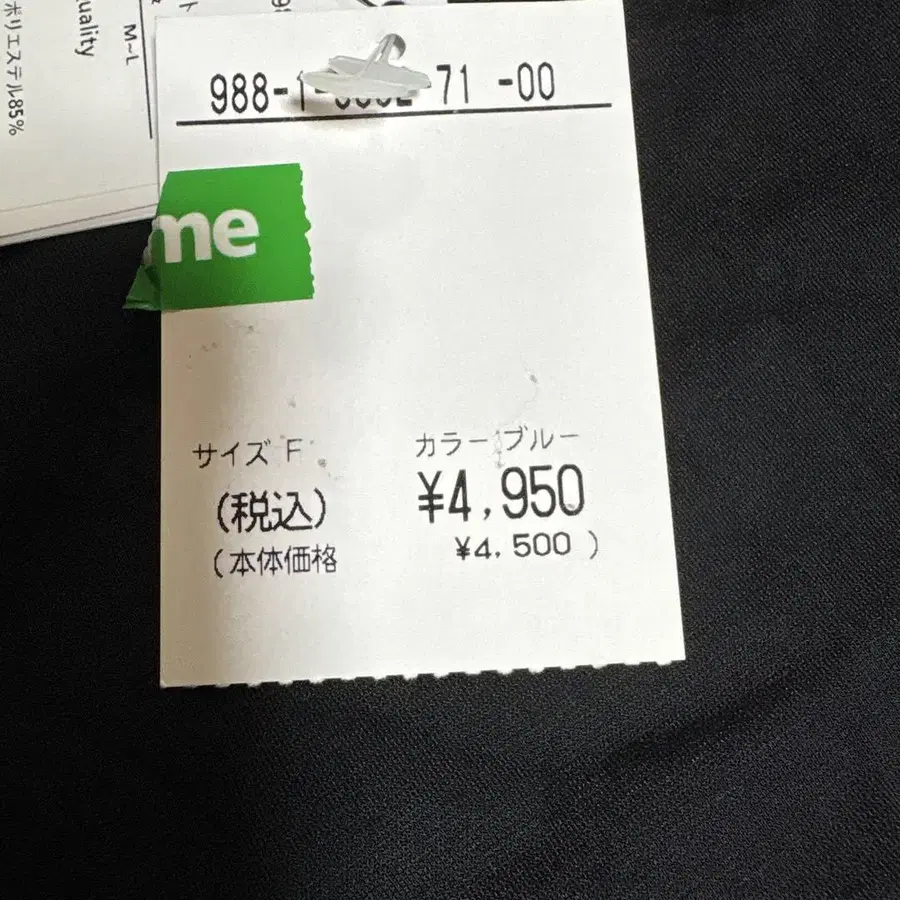 ポリエステル85%
uality
M~L
ト
988-1-    71 -00
me
サイズ F
カラー ブルー
(税込)
¥4,950
(本体価格
¥4,500 )